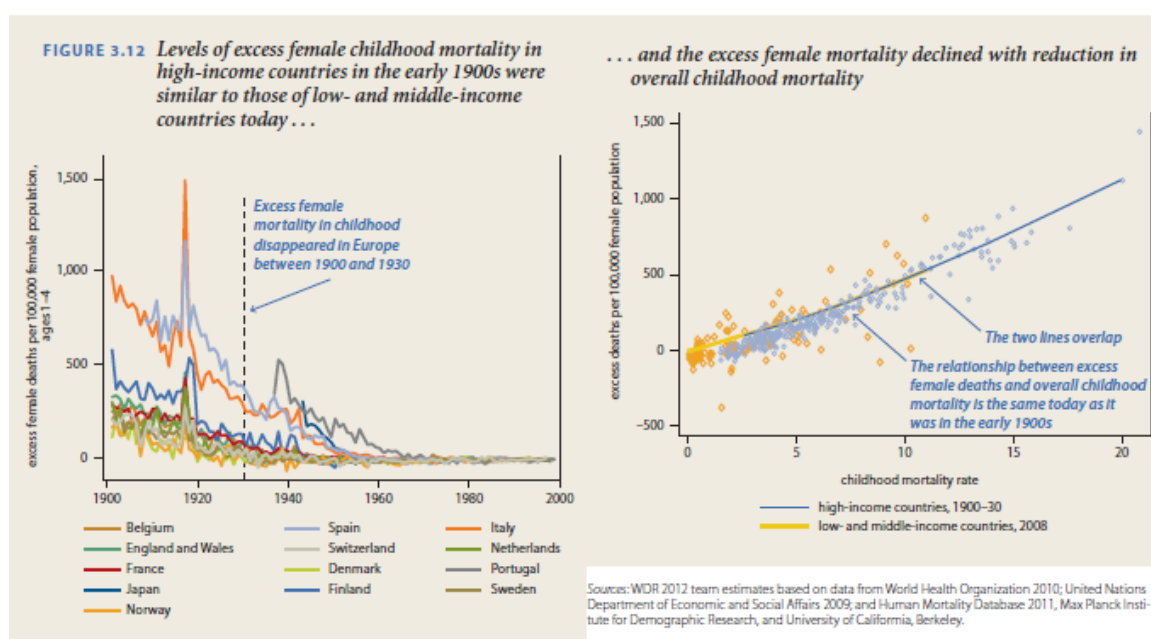 FIGURE 3.12 Levels of excess female childhood mortality in
high-income countries in the early 1900s were
similar to those of low- and middle-income
countries today . . .
excess female deaths per 100,000 female population,
ages 1–4
1,500
1,000
500
0
Excess female
mortality in childhood
disappeared in Europe
between 1900 and 1930
1900 1920 1940 1960 1980 2000
Belgium Spain Italy
England and Wales Switzerland Netherlands
France Denmark Portugal
Japan Finland Sweden
Norway
. . . and the excess female mortality declined with reduction in
overall childhood mortality
excess deaths per 100,000 female population
1,500
1,000
500
0
–500
The two lines overlap
The relationship between excess
female deaths and overall childhood
mortality is the same today as it
was in the early 1900s
0 5 10 15 20
childhood mortality rate
high-income countries, 1900–30
low- and middle-income countries, 2008
Sources: WDR 2012 team estimates based on data from World Health Organization 2010; United Nations
Department of Economic and Social Affairs 2009; and Human Mortality Database 2011, Max Planck Insti-
tute for Demographic Research, and University of California, Berkeley.